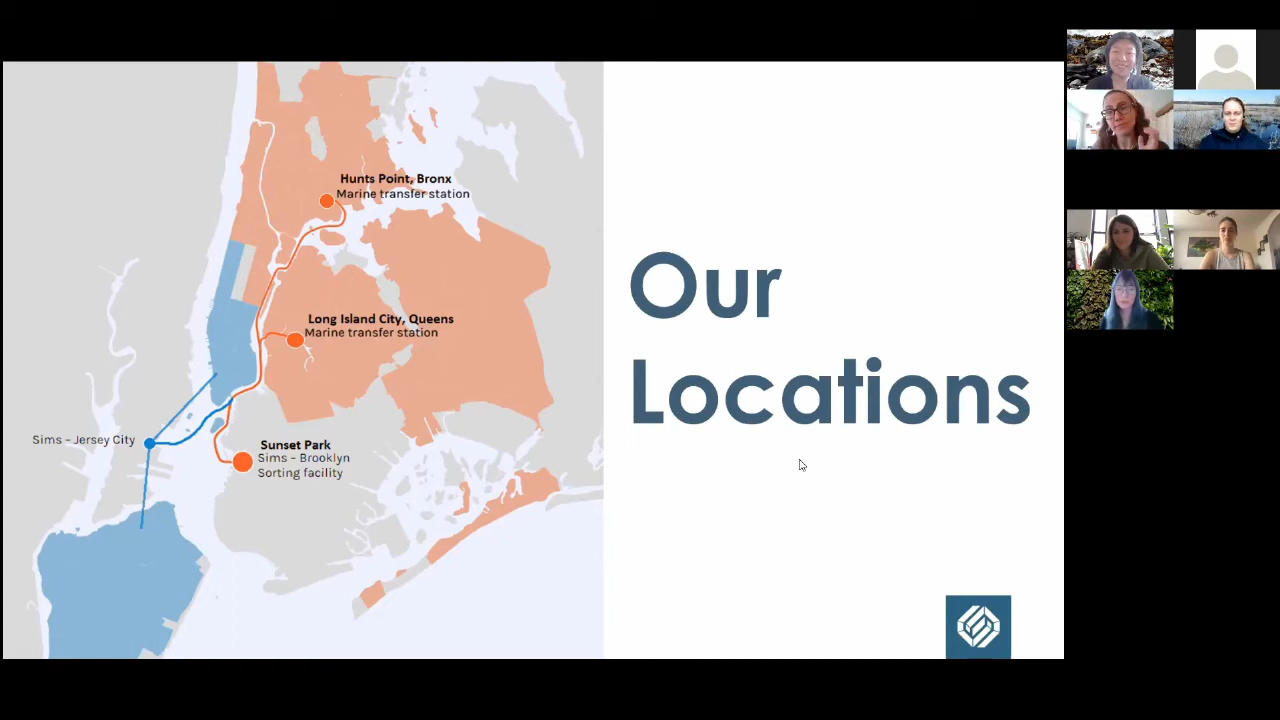 Hunts Point, Bronx
Marine transfer station
Long Island City, Queens
Marine transfer station
Sims – Jersey City
Sunset Park
Sims – Brooklyn
Sorting facility
Our
Locations